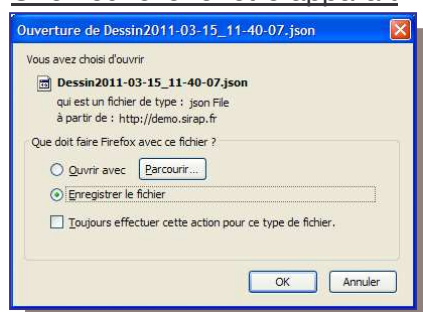 Ouverture de Dessin2011-03-15_11-40-07.json
Vous avez choisi d'ouvrir
Dessin2011-03-15_11-40-07.json
qui est un fichier de type : json File
à partir de : http://demo.sirap.fr
Que doit faire Firefox avec ce fichier ?
Ouvrir avec Parcourir...
Enregistrer le fichier
Toujours effectuer cette action pour ce type de fichier.
OK Annuler